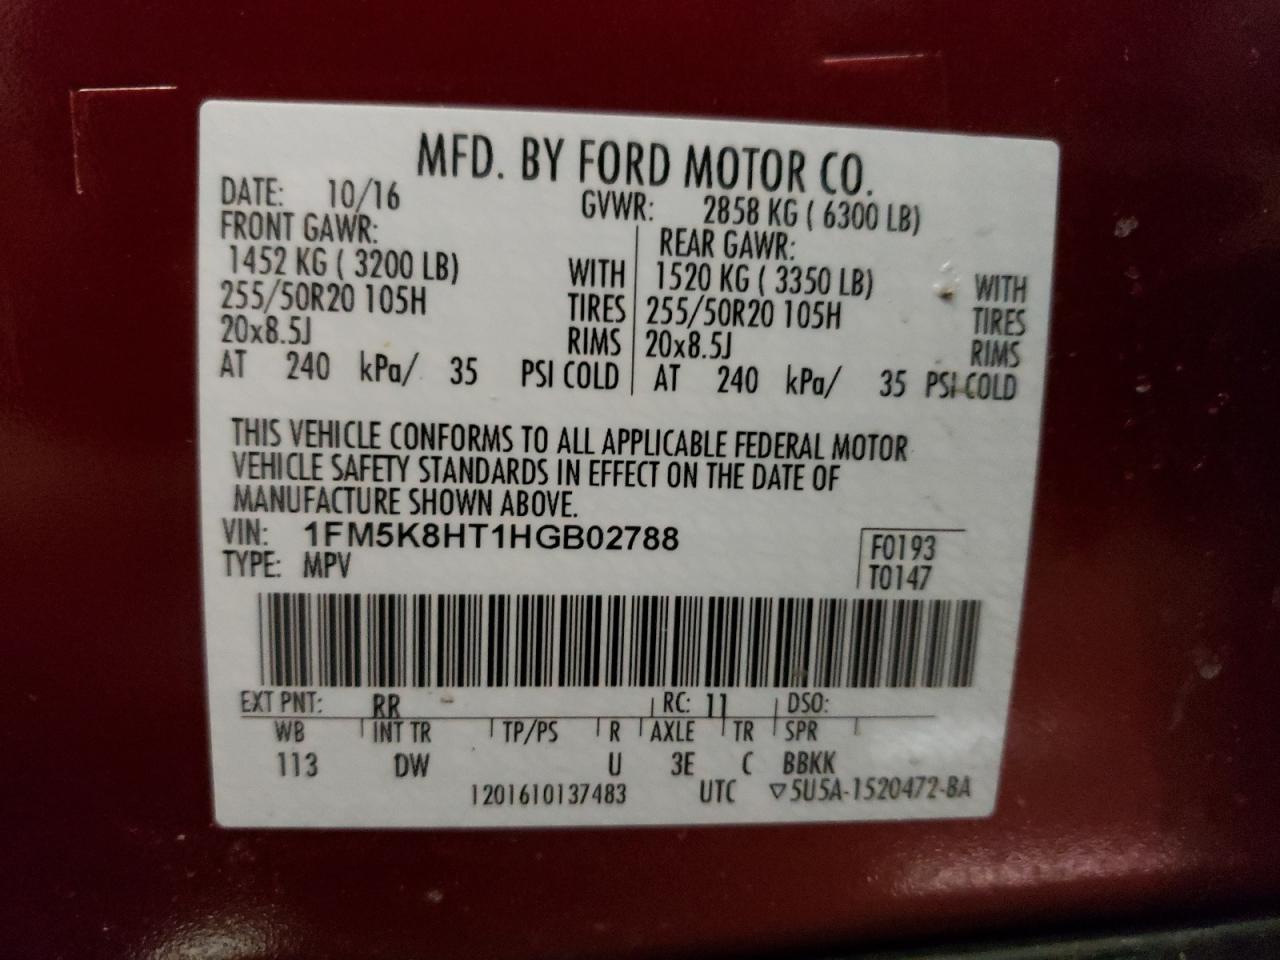 MFD. BY FORD MOTOR CO.
DATE: 10/16 GVWR: 2858 KG ( 6300 LB)
FRONT GAWR: REAR GAWR:
1452 KG ( 3200 LB) WITH 1520 KG ( 3350 LB) WITH
255/50R20 105H TIRES 255/50R20 105H TIRES
20x8.5J RIMS 20x8.5J RIMS
AT 240 kPa/ 35 PSI COLD AT 240 kPa/ 35 PSI COLD
THIS VEHICLE CONFORMS TO ALL APPLICABLE FEDERAL MOTOR
VEHICLE SAFETY STANDARDS IN EFFECT ON THE DATE OF
MANUFACTURE SHOWN ABOVE.
VIN: 1FM5K8HT1HGB02788 F0193
TYPE: MPV T0147
EXT PNT: RR RC: 11 DSO:
WB INT TR TP/PS R AXLE TR SPR
113 DW U 3E C BBKK
1201610137483 UTC ▽5U5A-1520472-BA